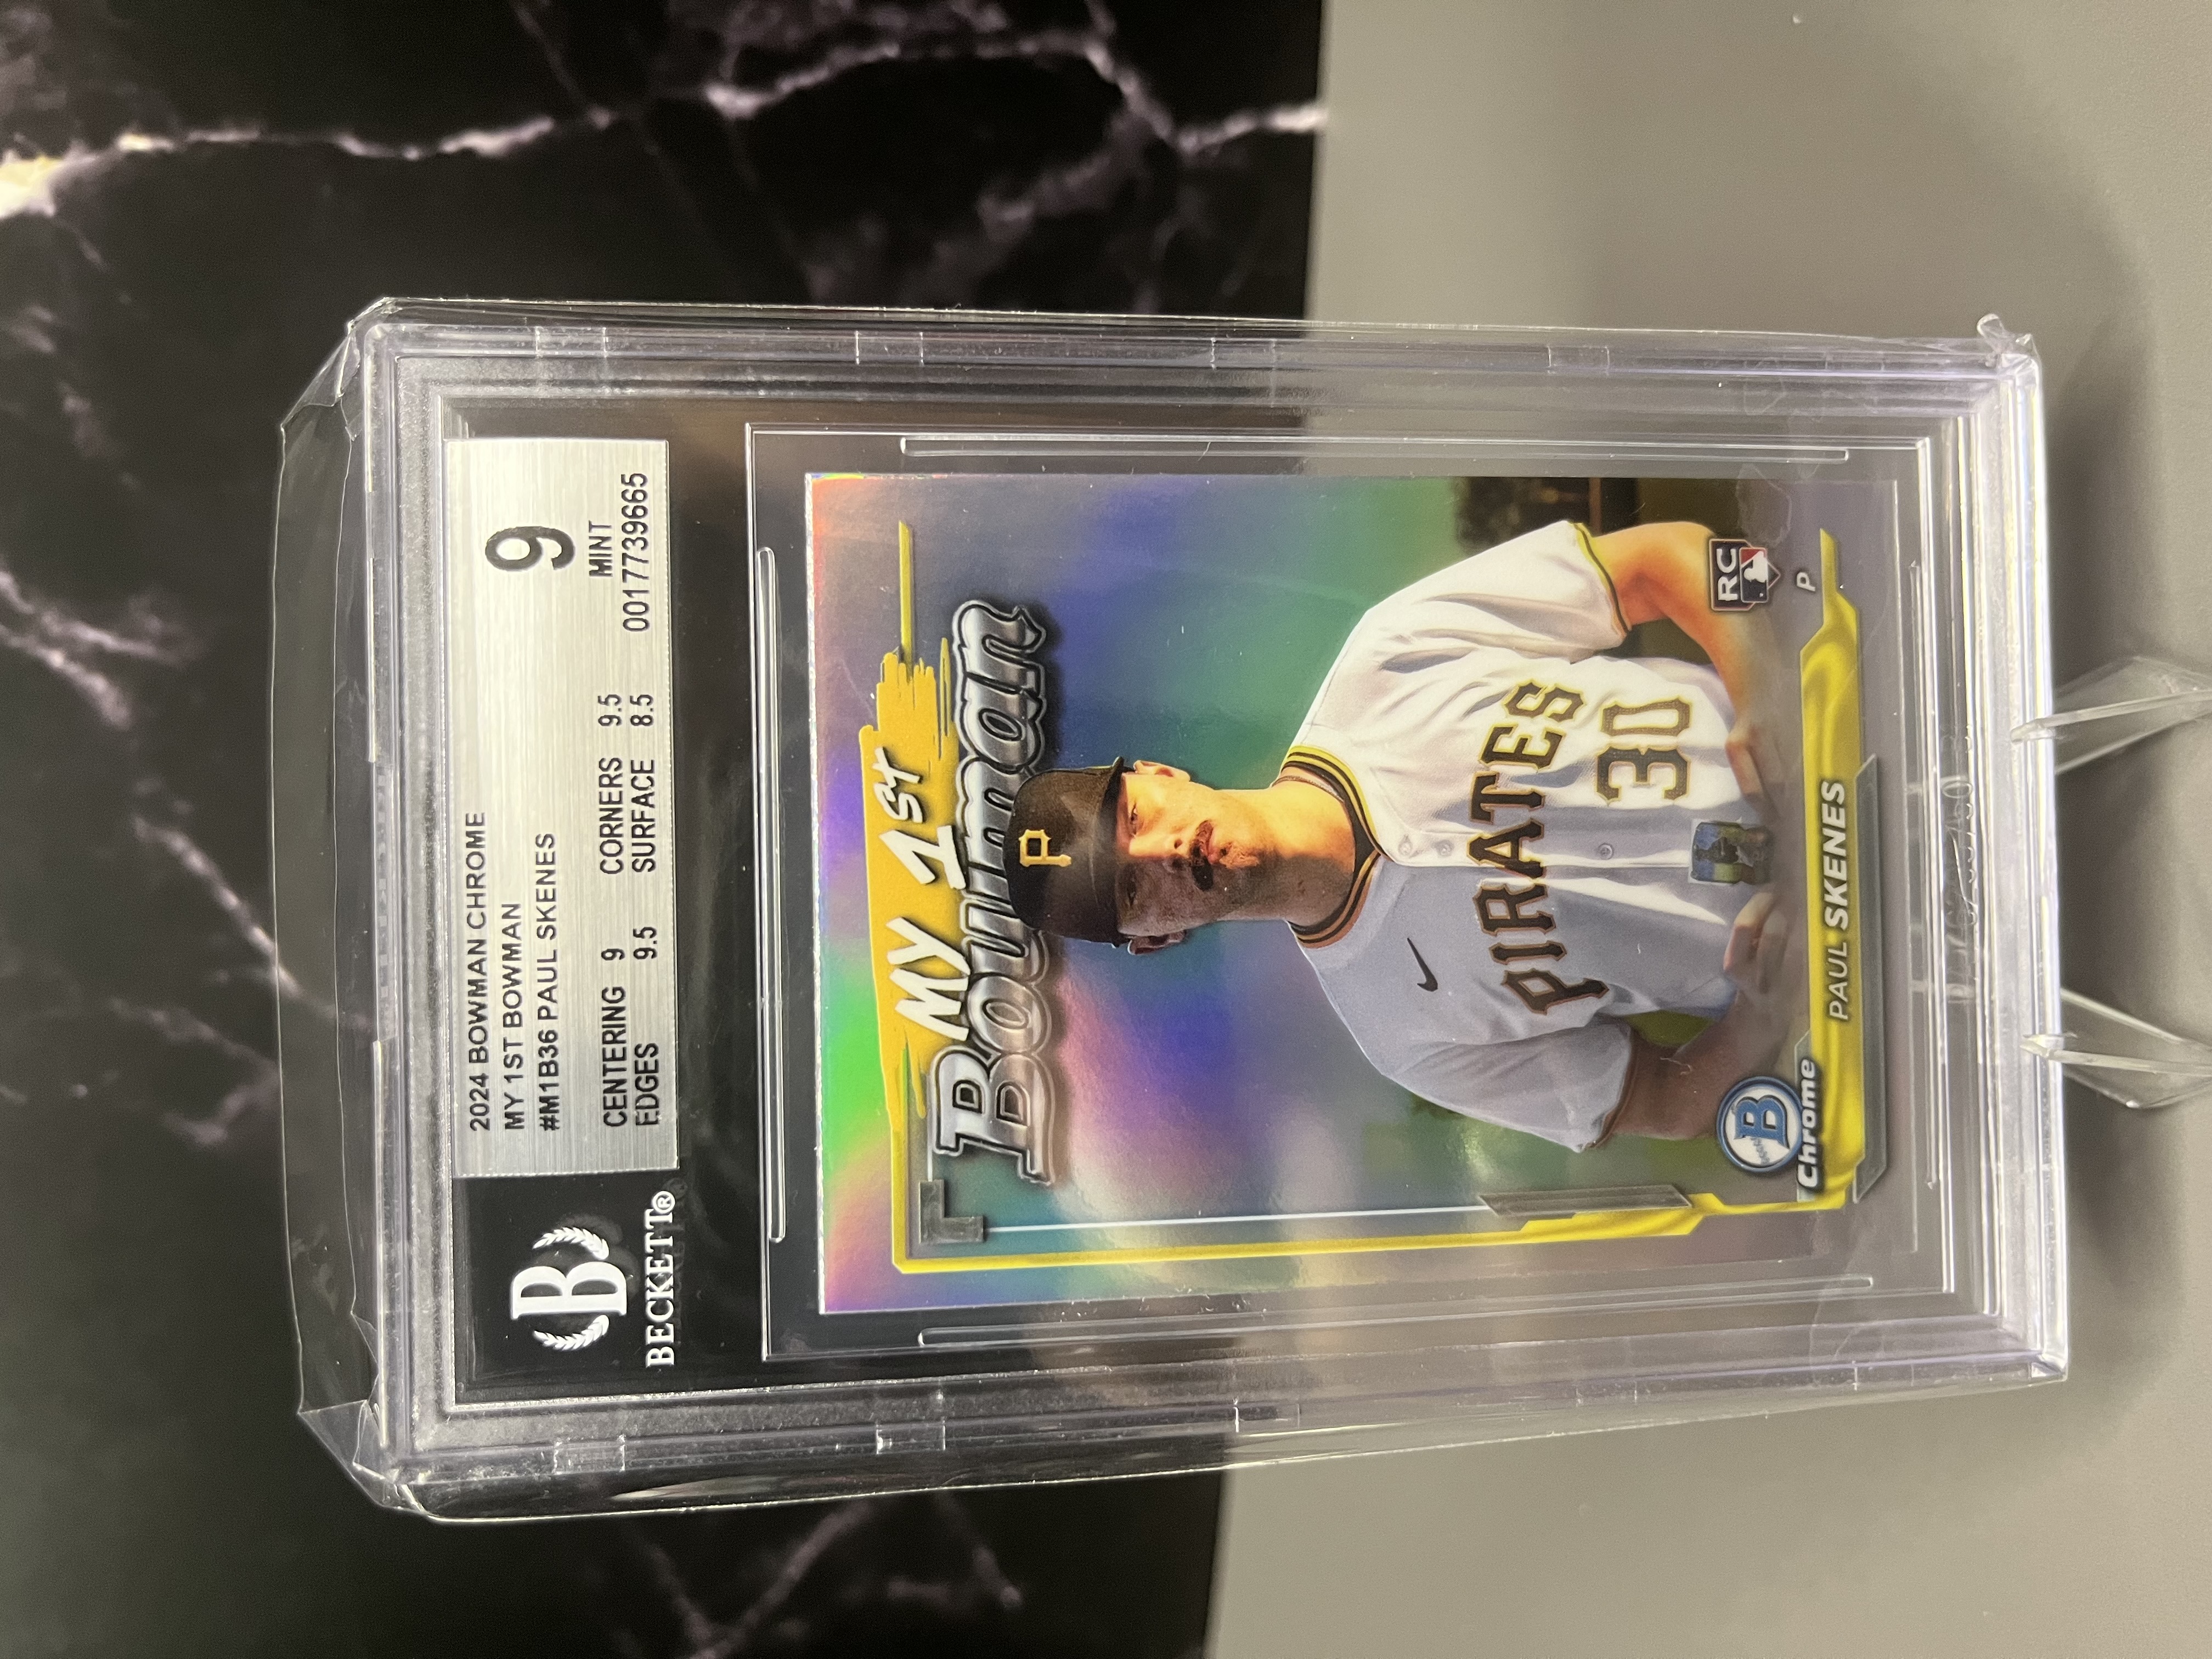 2024 BOWMAN CHROME
MY 1ST BOWMAN
#M1B36 PAUL SKENES
9
MINT
CENTERING 9 CORNERS 9.5
EDGES 9.5 SURFACE 8.5
0017739665
B
BECKETT®
MY 1ST
Bowman
P
PIRATES
30
RC
B
Chrome
PAUL SKENES
P